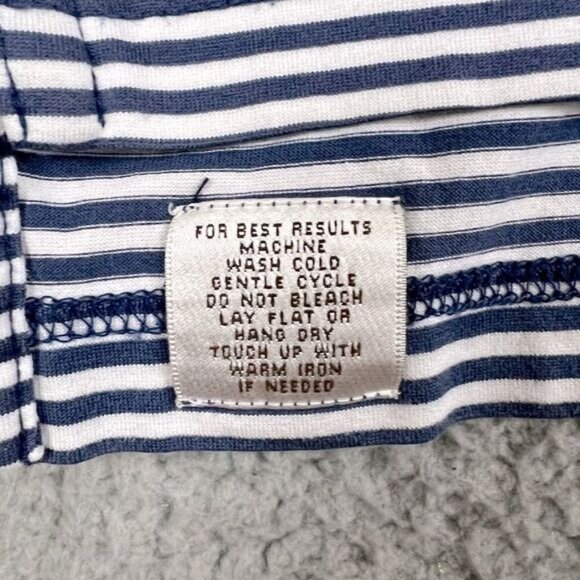 FOR BEST RESULTS
MACHINE
WASH COLD
GENTLE CYCLE
DO NOT BLEACH
LAY FLAT OR
HANG DRY
TOUCH UP WITH
WARM IRON
IF NEEDED